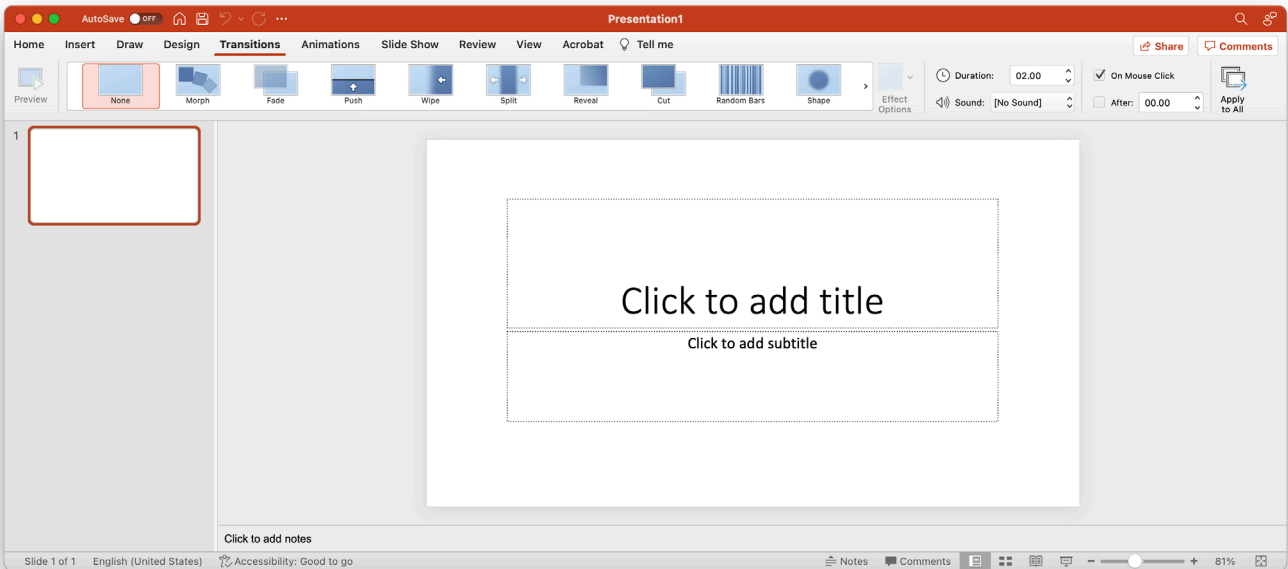 AutoSave OFF Presentation1
Home Insert Draw Design Transitions Animations Slide Show Review View Acrobat Tell me Share Comments
Preview None Morph Fade Push Wipe Split Reveal Cut Random Bars Shape
Effect
Options
Duration: 02.00
Sound: [No Sound]
On Mouse Click
After: 00.00
Apply
to All
1
Click to add title
Click to add subtitle
Click to add notes
Slide 1 of 1 English (United States) Accessibility: Good to go Notes Comments 81%